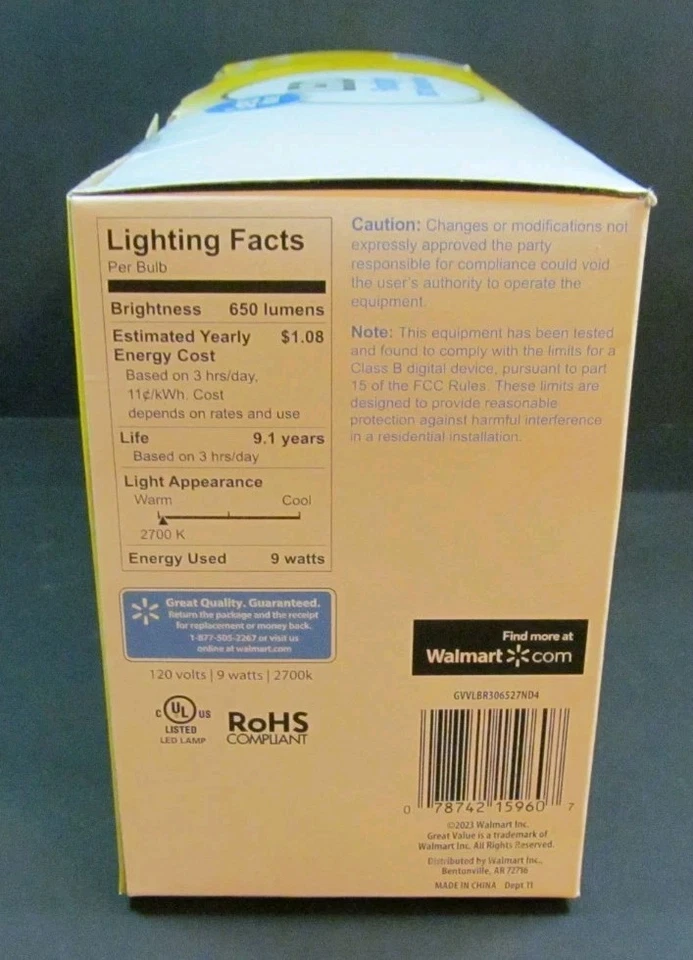 Lighting Facts
Per Bulb
Brightness 650 lumens
Estimated Yearly $1.08
Energy Cost
Based on 3 hrs/day,
11¢/kWh. Cost
depends on rates and use
Life 9.1 years
Based on 3 hrs/day
Light Appearance
Warm Cool
2700 K
Energy Used 9 watts
Great Quality. Guaranteed.
Return the package and the receipt
for replacement or money back.
1-877-505-2267 or visit us
online at walmart.com
120 volts | 9 watts | 2700k
C UL US
LISTED
LED LAMP
RoHS
COMPLIANT
Caution: Changes or modifications not
expressly approved the party
responsible for compliance could void
the user's authority to operate the
equipment.
Note: This equipment has been tested
and found to comply with the limits for a
Class B digital device, pursuant to part
15 of the FCC Rules. These limits are
designed to provide reasonable
protection against harmful interference
in a residential installation.
Find more at
Walmart com
GVVLBR306527ND4
0 78742 15960 7
©2023 Walmart Inc.
Great Value is a trademark of
Walmart Inc. All Rights Reserved.
Distributed by Walmart Inc.,
Bentonville, AR 72716
MADE IN CHINA Dept 11